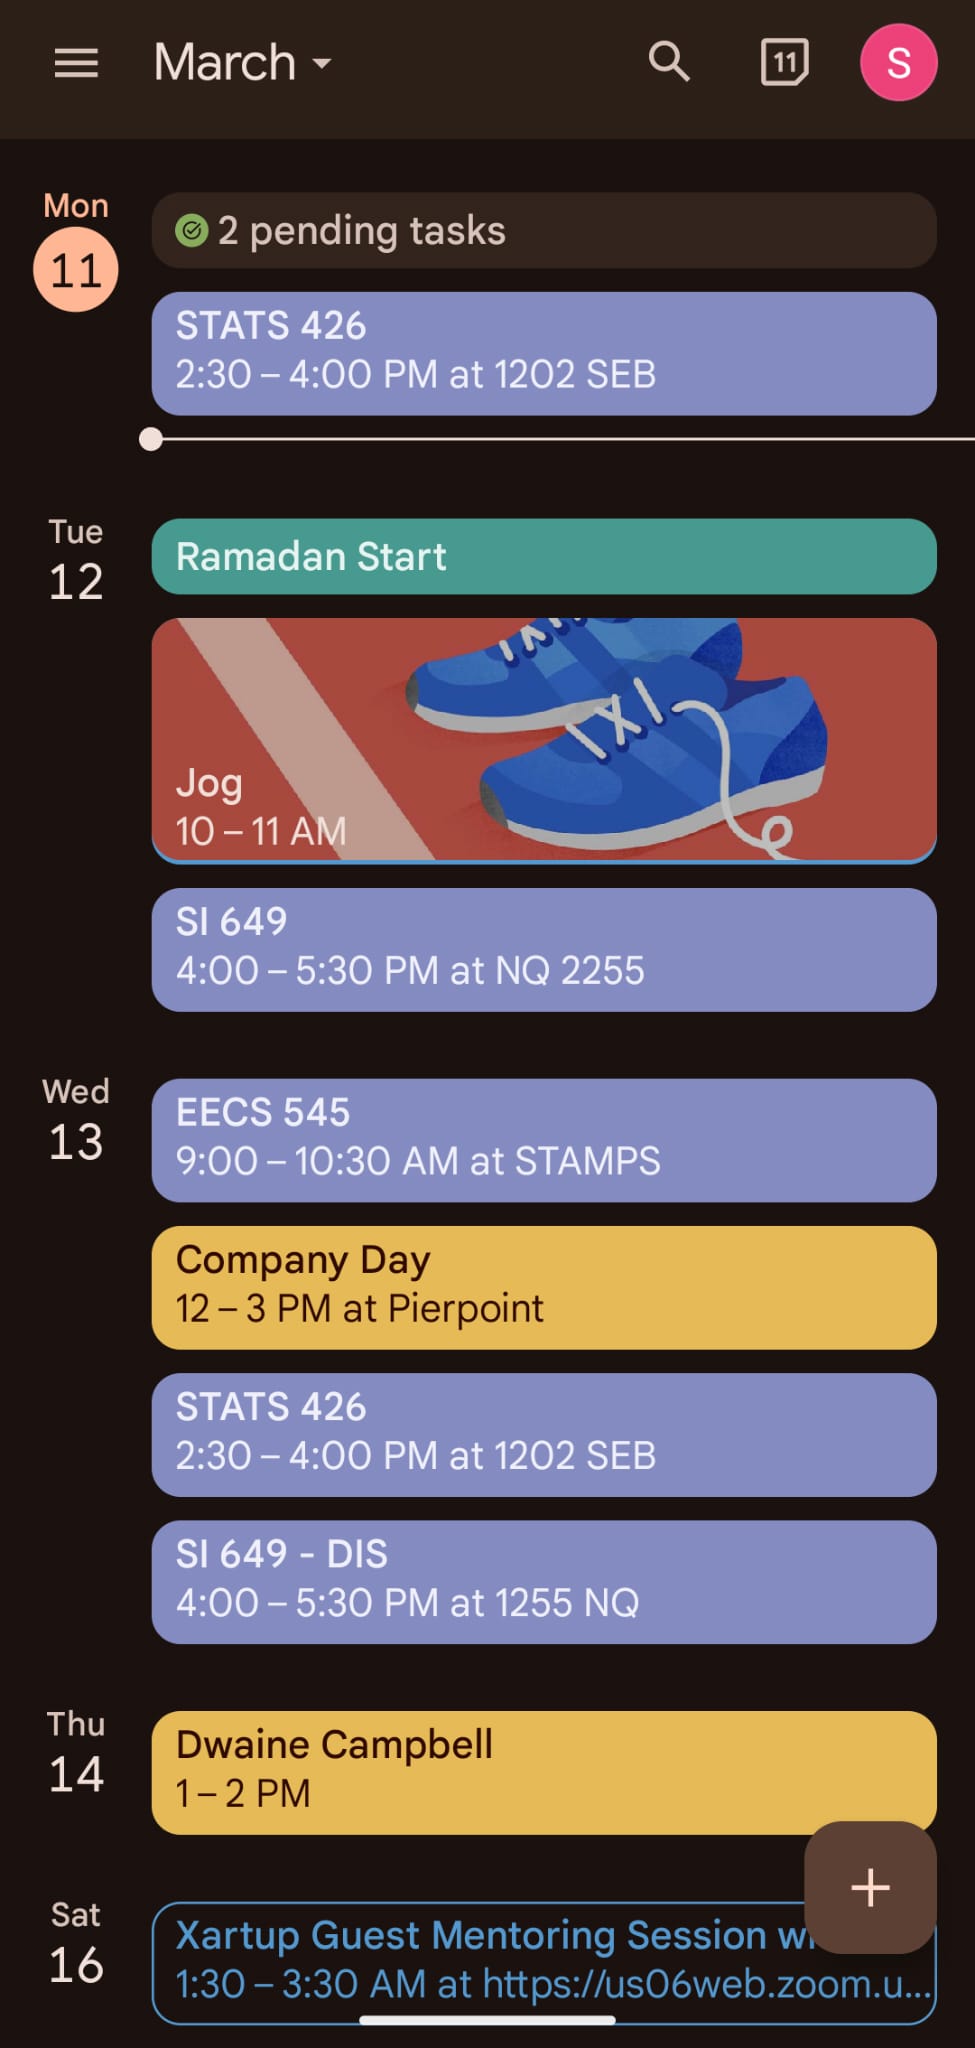 March
11
S
Mon
11
2 pending tasks
STATS 426
2:30 – 4:00 PM at 1202 SEB
Tue
12
Ramadan Start
Jog
10 – 11 AM
SI 649
4:00 – 5:30 PM at NQ 2255
Wed
13
EECS 545
9:00 – 10:30 AM at STAMPS
Company Day
12 – 3 PM at Pierpoint
STATS 426
2:30 – 4:00 PM at 1202 SEB
SI 649 - DIS
4:00 – 5:30 PM at 1255 NQ
Thu
14
Dwaine Campbell
1 – 2 PM
Sat
16
Xartup Guest Mentoring Session
1:30 – 3:30 AM at https://us06web.zoom.u...